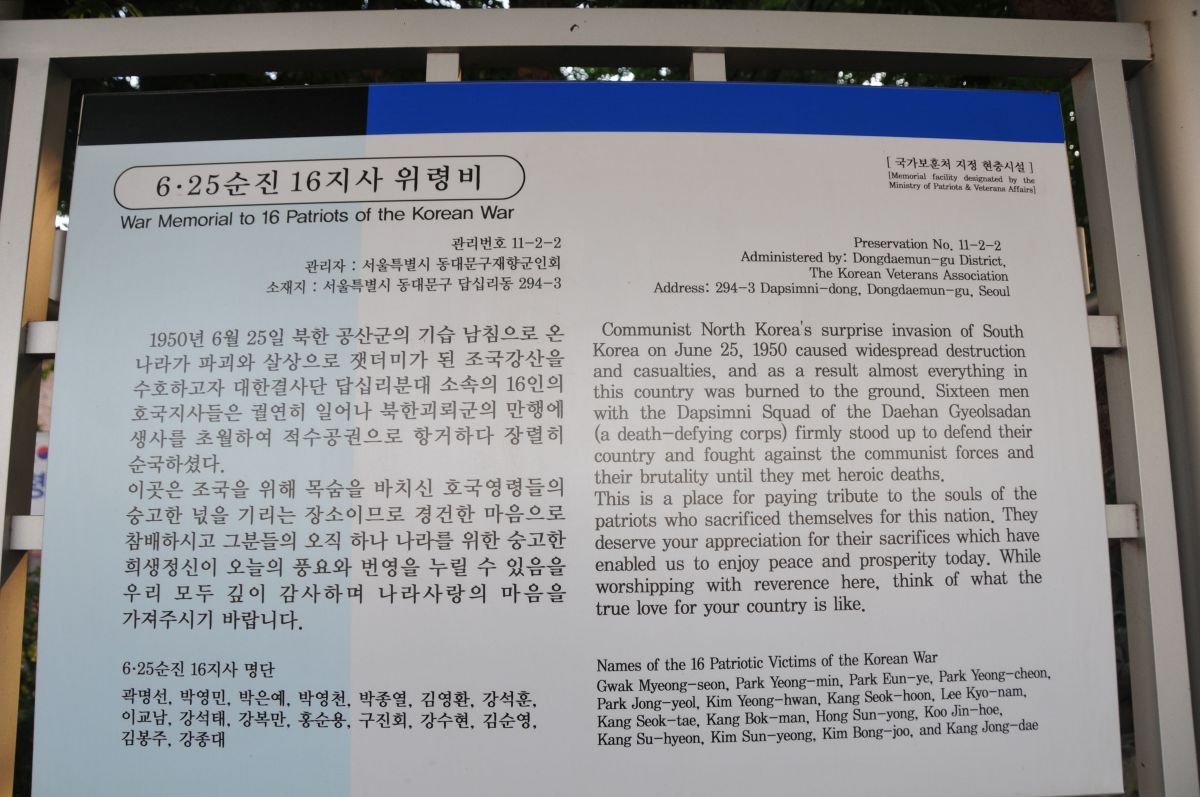 6·25순진 16지사 위령비
War Memorial to 16 Patriots of the Korean War
[ 국가보훈처 지정 현충시설 ]
[Memorial facility designated by the
Ministry of Patriots & Veterans Affairs]
관리번호 11-2-2
관리자 : 서울특별시 동대문구재향군인회
소재지 : 서울특별시 동대문구 답십리동 294-3
1950년 6월 25일 북한 공산군의 기습 남침으로 온
나라가 파괴와 살상으로 잿더미가 된 조국강산을
수호하고자 대한결사단 답십리분대 소속의 16인의
호국지사들은 궐연히 일어나 북한괴뢰군의 만행에
생사를 초월하여 적수공권으로 항거하다 장렬히
순국하셨다.
이곳은 조국을 위해 목숨을 바치신 호국영령들의
숭고한 넋을 기리는 장소이므로 경건한 마음으로
참배하시고 그분들의 오직 하나 나라를 위한 숭고한
희생정신이 오늘의 풍요와 번영을 누릴 수 있음을
우리 모두 깊이 감사하며 나라사랑의 마음을
가져주시기 바랍니다.
6·25순진 16지사 명단
곽명선, 박영민, 박은예, 박영천, 박종열, 김영환, 강석훈,
이교남, 강석태, 강복만, 홍순용, 구진회, 강수현, 김순영,
김봉주, 강종대
Preservation No. 11-2-2
Administered by: Dongdaemun-gu District,
The Korean Veterans Association
Address: 294-3 Dapsimni-dong, Dongdaemun-gu, Seoul
Communist North Korea's surprise invasion of South
Korea on June 25, 1950 caused widespread destruction
and casualties, and as a result almost everything in
this country was burned to the ground. Sixteen men
with the Dapsimni Squad of the Daehan Gyeolsadan
(a death-defying corps) firmly stood up to defend their
country and fought against the communist forces and
their brutality until they met heroic deaths.
This is a place for paying tribute to the souls of the
patriots who sacrificed themselves for this nation. They
deserve your appreciation for their sacrifices which have
enabled us to enjoy peace and prosperity today. While
worshipping with reverence here, think of what the
true love for your country is like.
Names of the 16 Patriotic Victims of the Korean War
Gwak Myeong-seon, Park Yeong-min, Park Eun-ye, Park Yeong-cheon,
Park Jong-yeol, Kim Yeong-hwan, Kang Seok-hoon, Lee Kyo-nam,
Kang Seok-tae, Kang Bok-man, Hong Sun-yong, Koo Jin-hoe,
Kang Su-hyeon, Kim Sun-yeong, Kim Bong-joo, and Kang Jong-dae